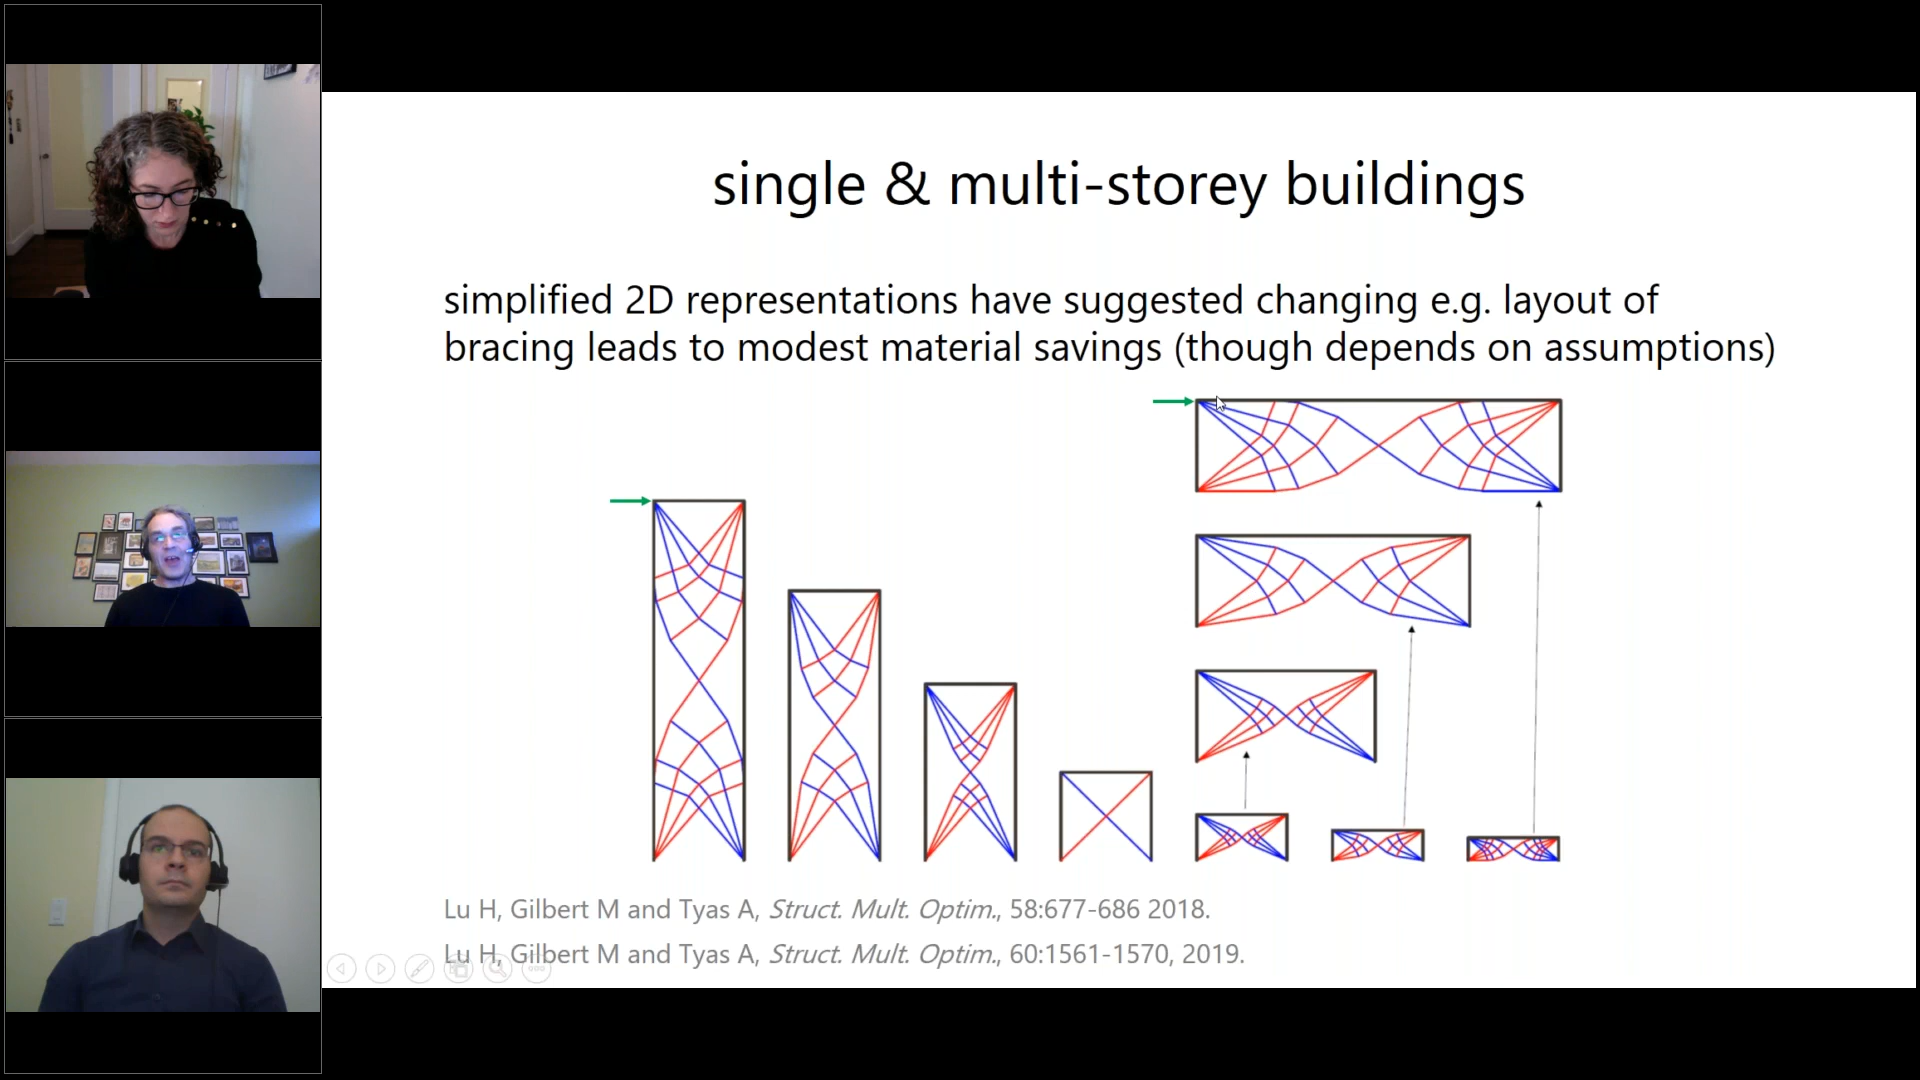 single & multi-storey buildings
simplified 2D representations have suggested changing e.g. layout of
bracing leads to modest material savings (though depends on assumptions)
Lu H, Gilbert M and Tyas A, Struct. Mult. Optim., 58:677-686 2018.
Lu H, Gilbert M and Tyas A, Struct. Mult. Optim., 60:1561-1570, 2019.